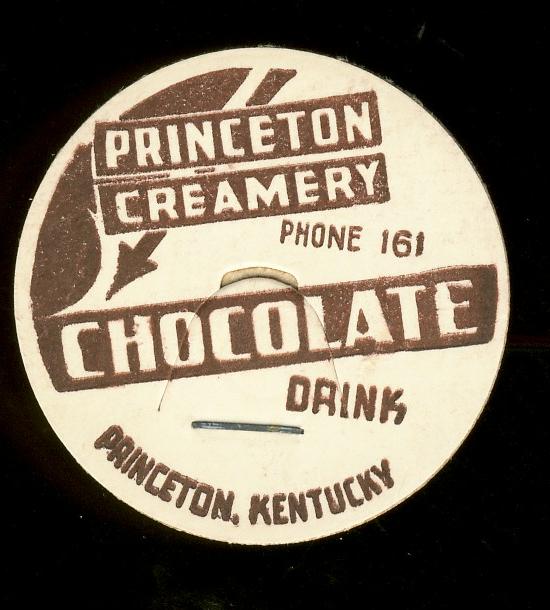 PRINCETON
CREAMERY
PHONE 161
CHOCOLATE
DRINK
PRINCETON, KENTUCKY